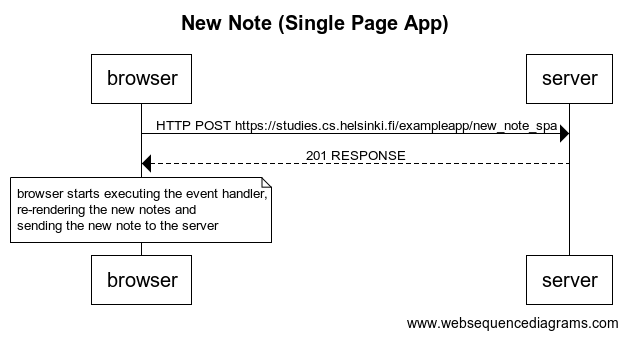 New Note (Single Page App)
browser
server
HTTP POST https://studies.cs.helsinki.fi/exampleapp/new_note_spa
201 RESPONSE
browser starts executing the event handler,
re-rendering the new notes and
sending the new note to the server
browser
server
www.websequencediagrams.com